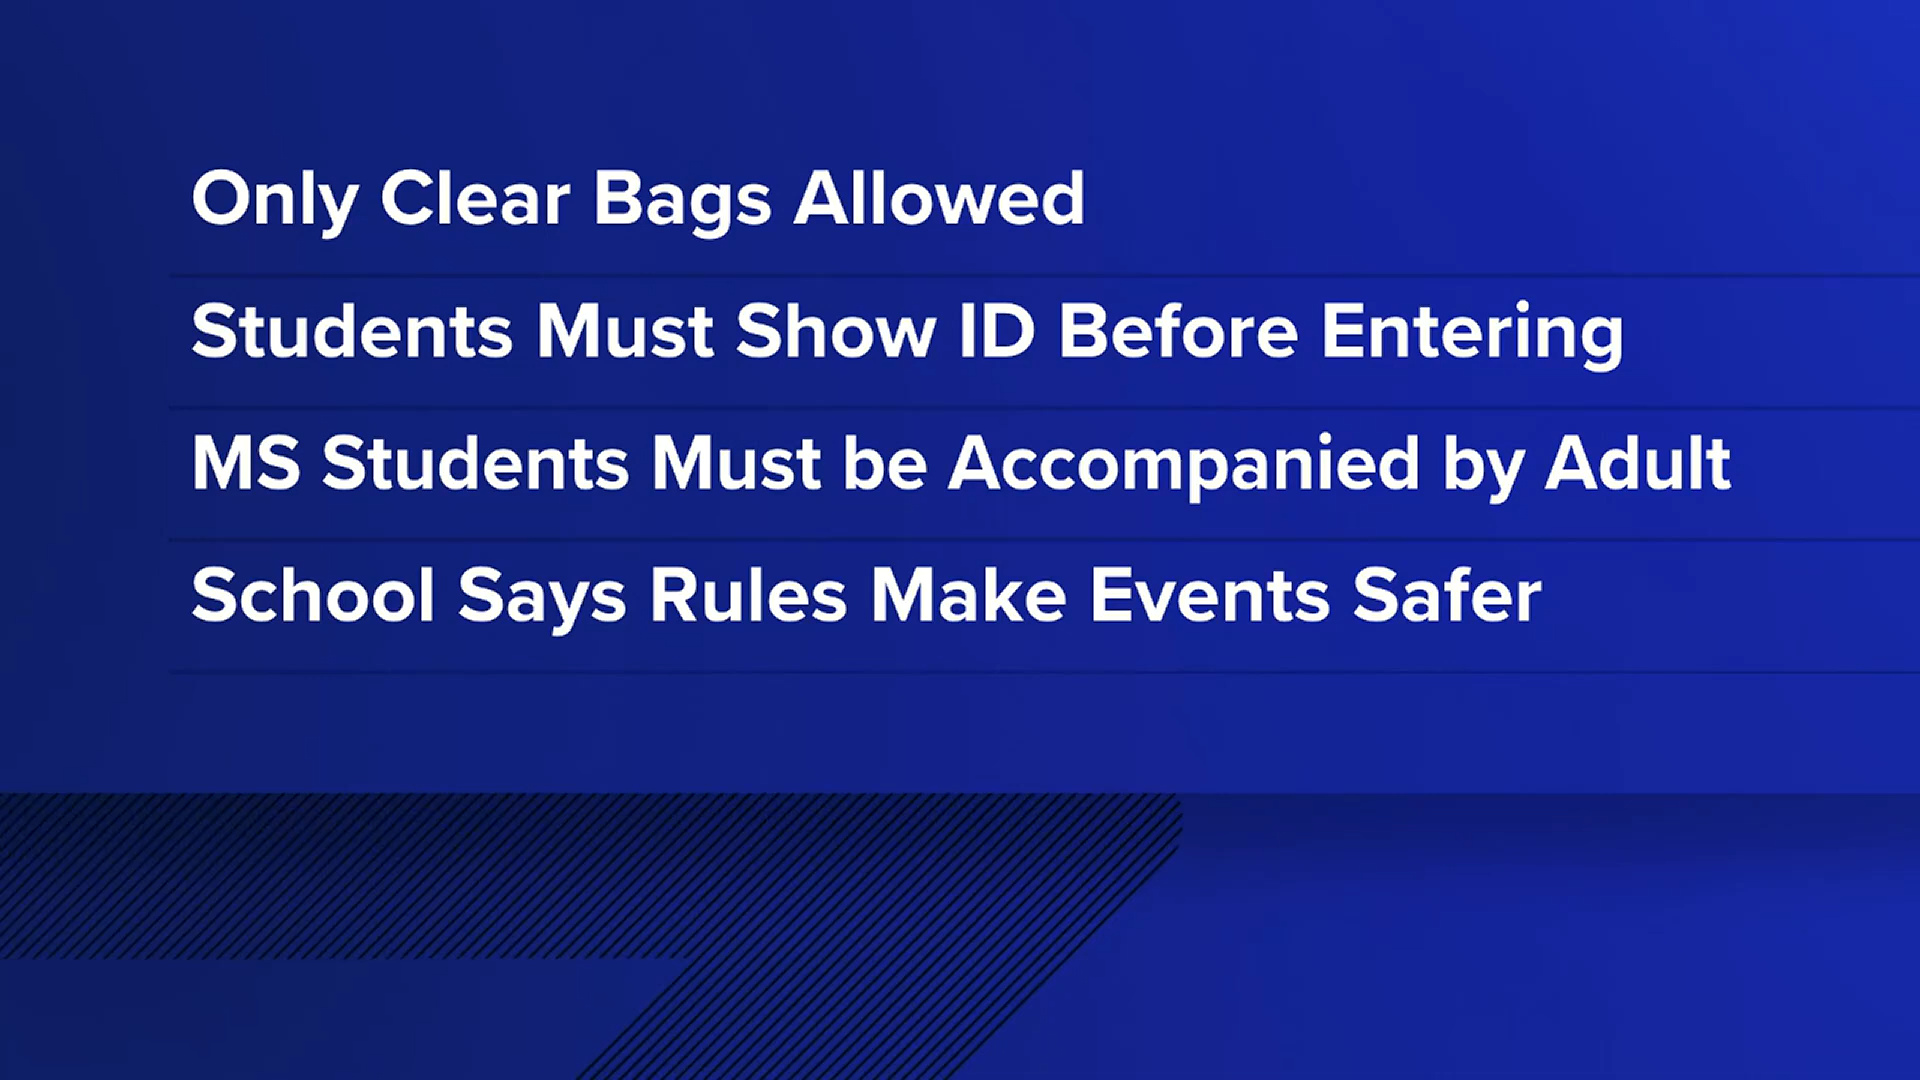 Only Clear Bags Allowed
Students Must Show ID Before Entering
MS Students Must be Accompanied by Adult
School Says Rules Make Events Safer